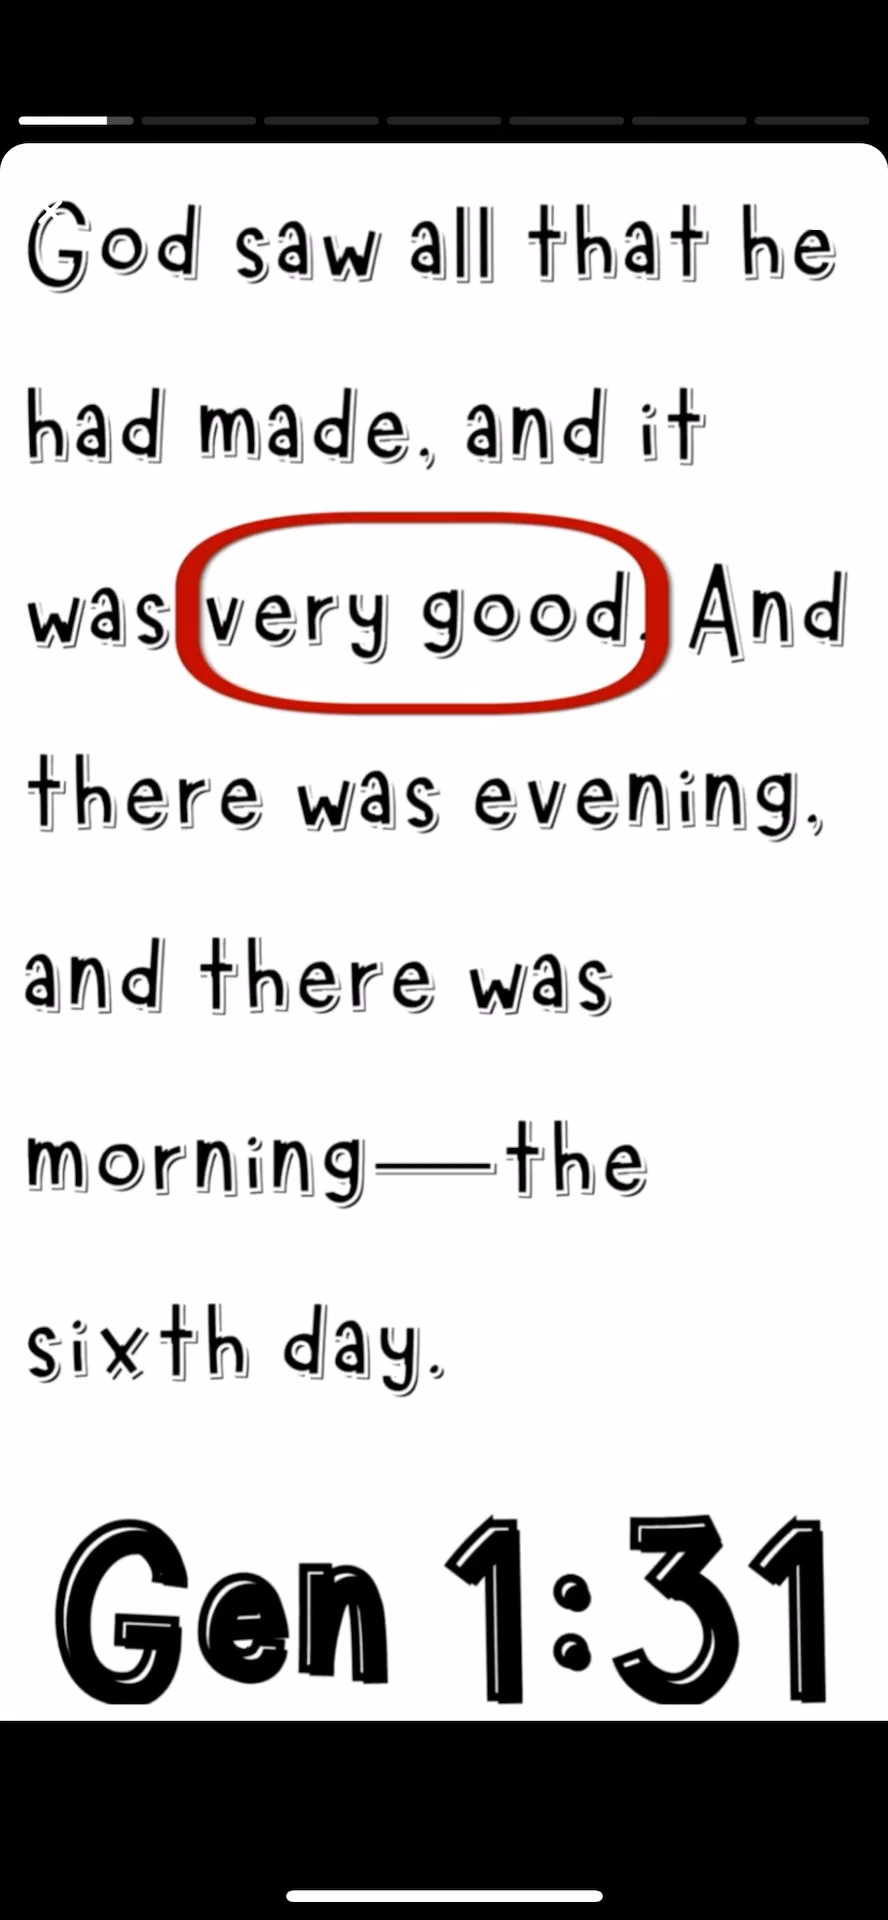 God saw all that he
had made, and it
was very good. And
there was evening,
and there was
morning—the
sixth day.
Gen 1:31